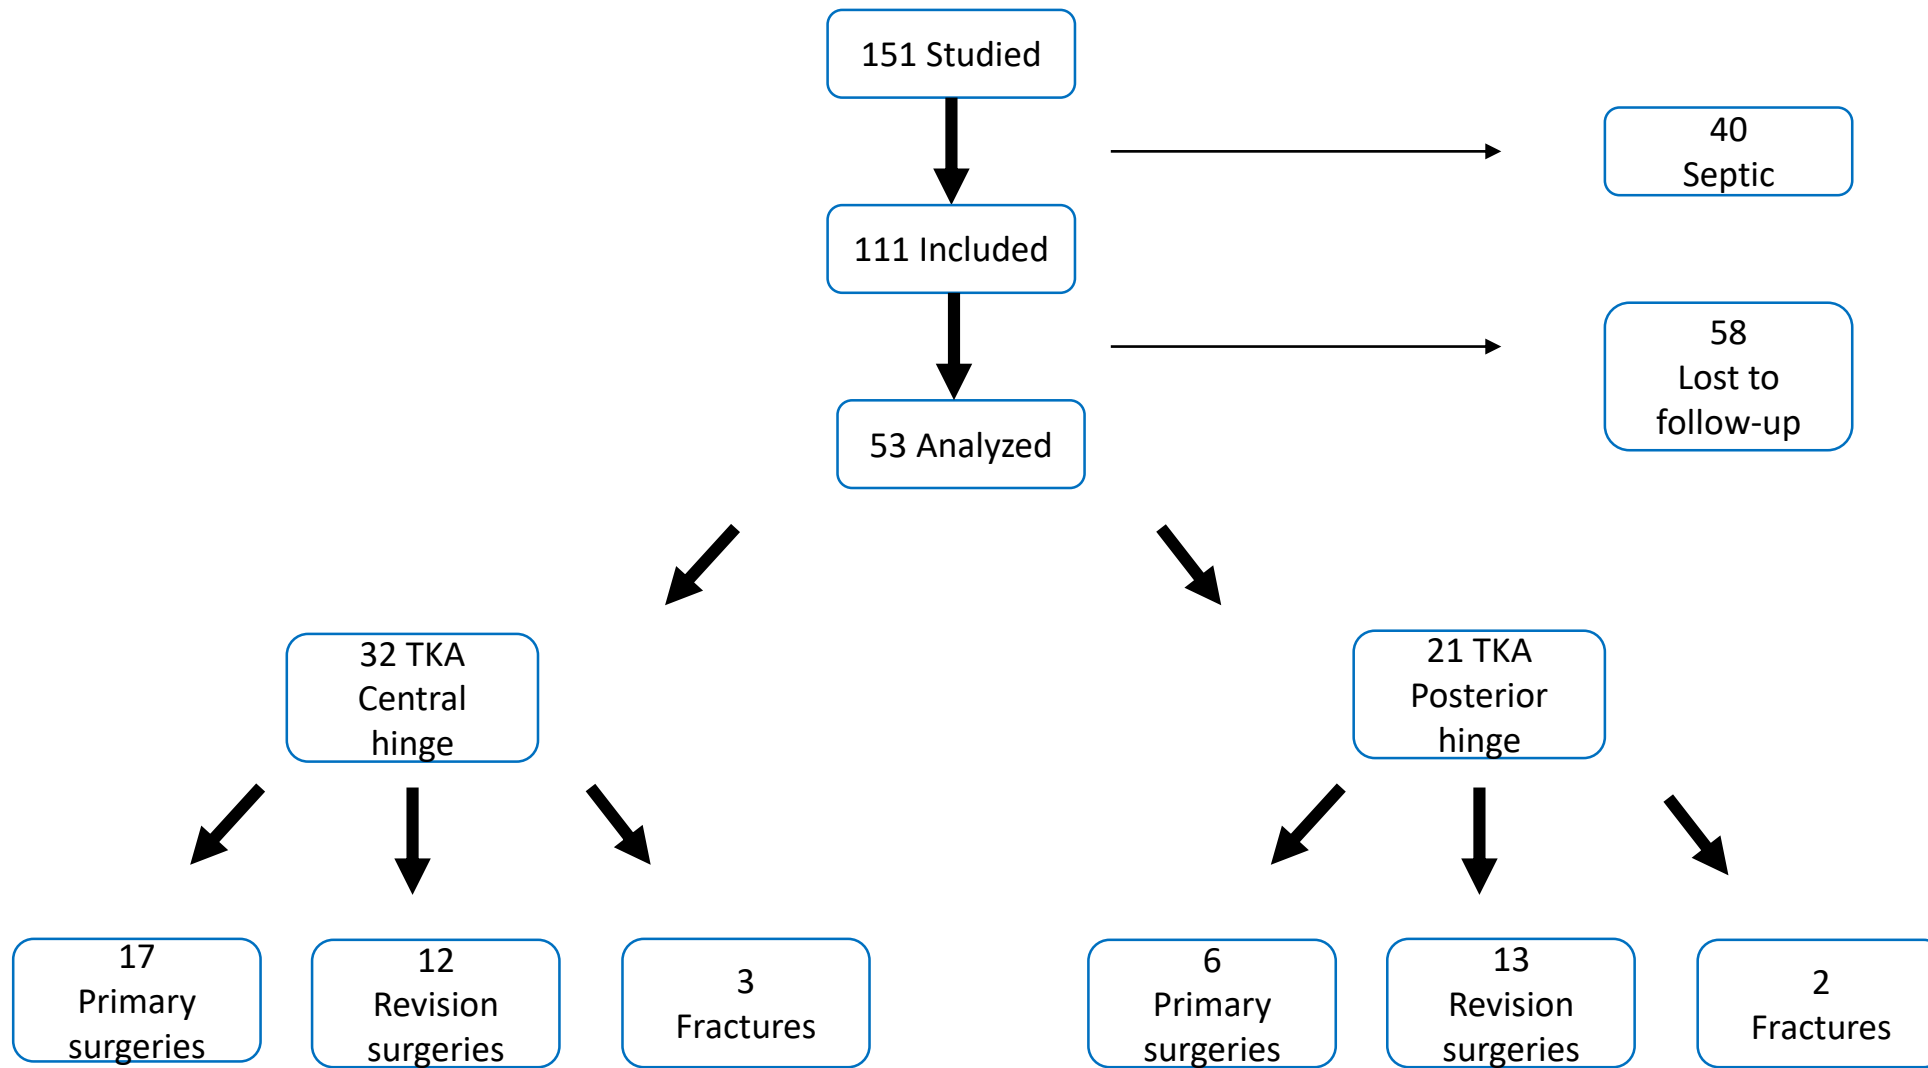 151 Studied
40
Septic
111 Included
58
Lost to
follow-up
53 Analyzed
32 TKA
Central
hinge
21 TKA
Posterior
hinge
17
Primary
surgeries
12
Revision
surgeries
3
Fractures
6
Primary
surgeries
13
Revision
surgeries
2
Fractures